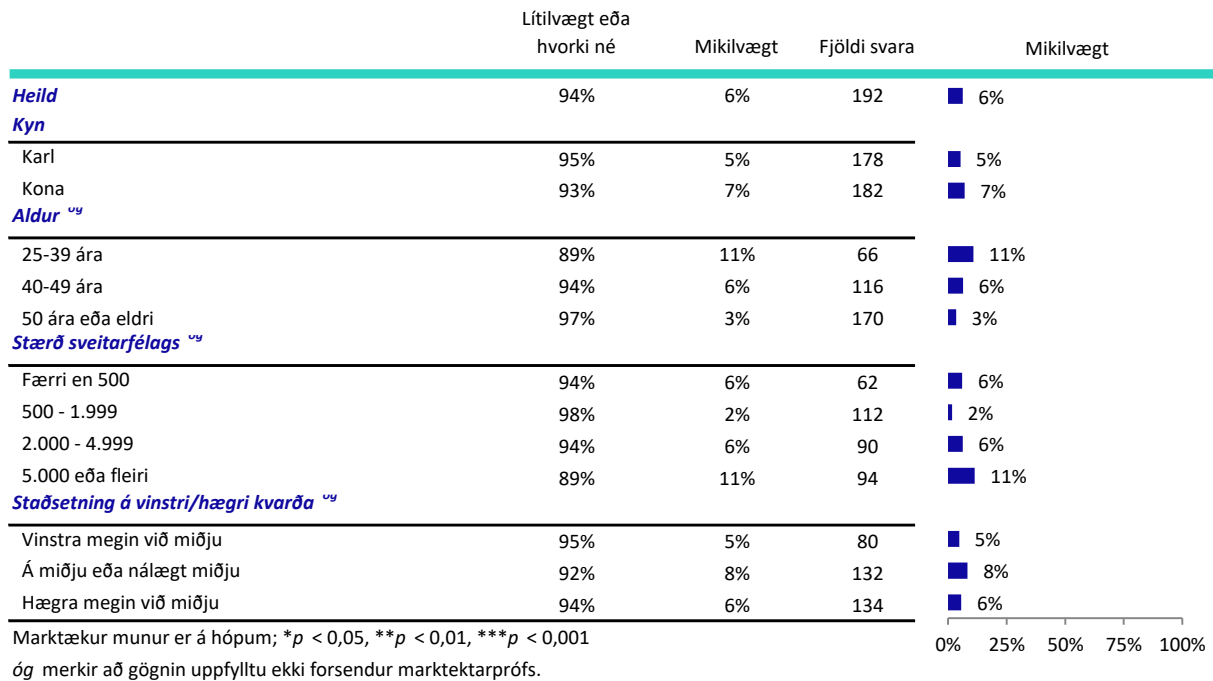 Lítilvægt eða
hvorki né Mikilvægt Fjöldi svara Mikilvægt
Heild 94% 6% 192 6%
Kyn
Karl 95% 5% 178 5%
Kona 93% 7% 182 7%
Aldur óg
25-39 ára 89% 11% 66 11%
40-49 ára 94% 6% 116 6%
50 ára eða eldri 97% 3% 170 3%
Stærð sveitarfélags óg
Færri en 500 94% 6% 62 6%
500 - 1.999 98% 2% 112 2%
2.000 - 4.999 94% 6% 90 6%
5.000 eða fleiri 89% 11% 94 11%
Staðsetning á vinstri/hægri kvarða óg
Vinstra megin við miðju 95% 5% 80 5%
Á miðju eða nálægt miðju 92% 8% 132 8%
Hægra megin við miðju 94% 6% 134 6%
Marktækur munur er á hópum; *p < 0,05, **p < 0,01, ***p < 0,001
0% 25% 50% 75% 100%
óg merkir að gögnin uppfylltu ekki forsendur marktektarprófs.